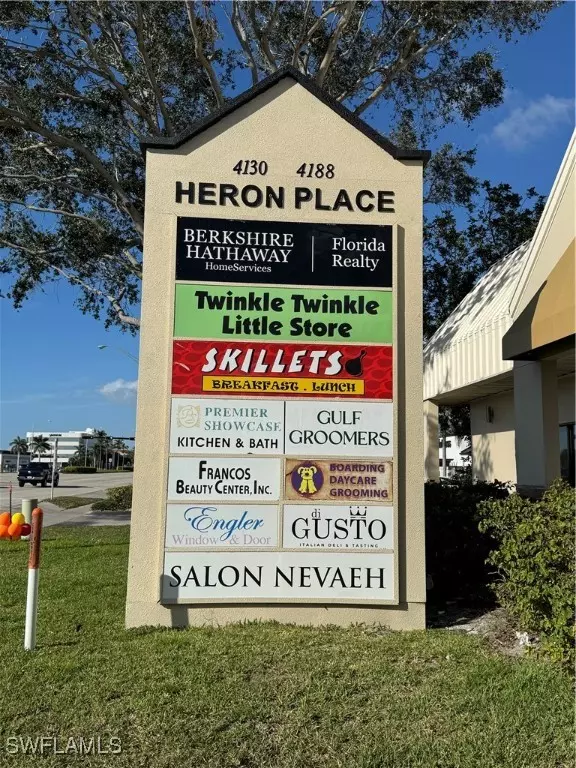 4130 4188
HERON PLACE
BERKSHIRE
HATHAWAY
HomeServices
Florida
Realty
Twinkle Twinkle
Little Store
SKILLETS
BREAKFAST . LUNCH
PREMIER
SHOWCASE
KITCHEN & BATH
GULF
GROOMERS
FRANCOS
BEAUTY CENTER, INC.
BOARDING
DAYCARE
GROOMING
Engler
Window & Door
di
GUSTO
ITALIAN DELI & TASTING
SALON NEVAEH
SWFLAMLS